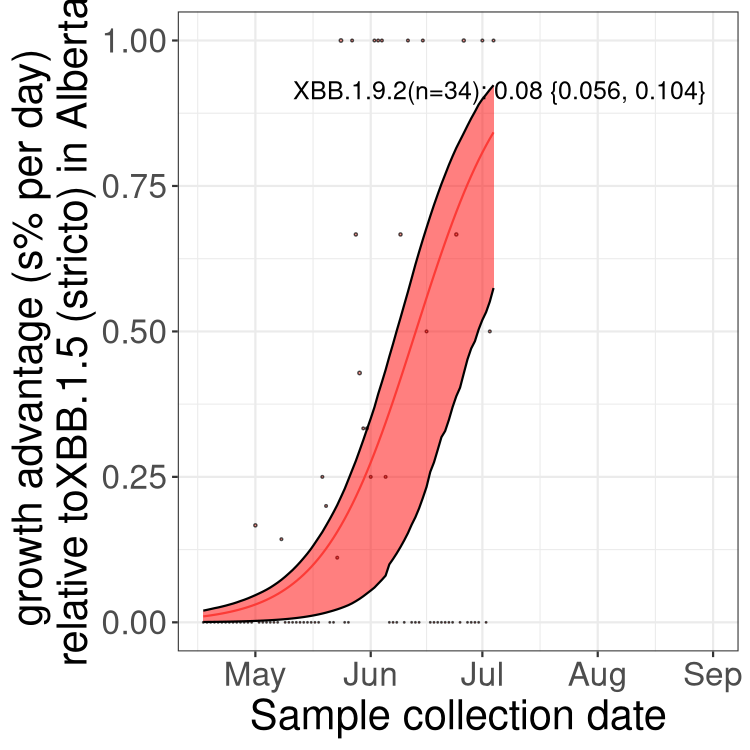 growth advantage (s% per day)
relative toXBB.1.5 (stricto) in Alberta
1.00
0.75
0.50
0.25
0.00
XBB.1.9.2(n=34): 0.08 {0.056, 0.104}
May Jun Jul Aug Sep
Sample collection date